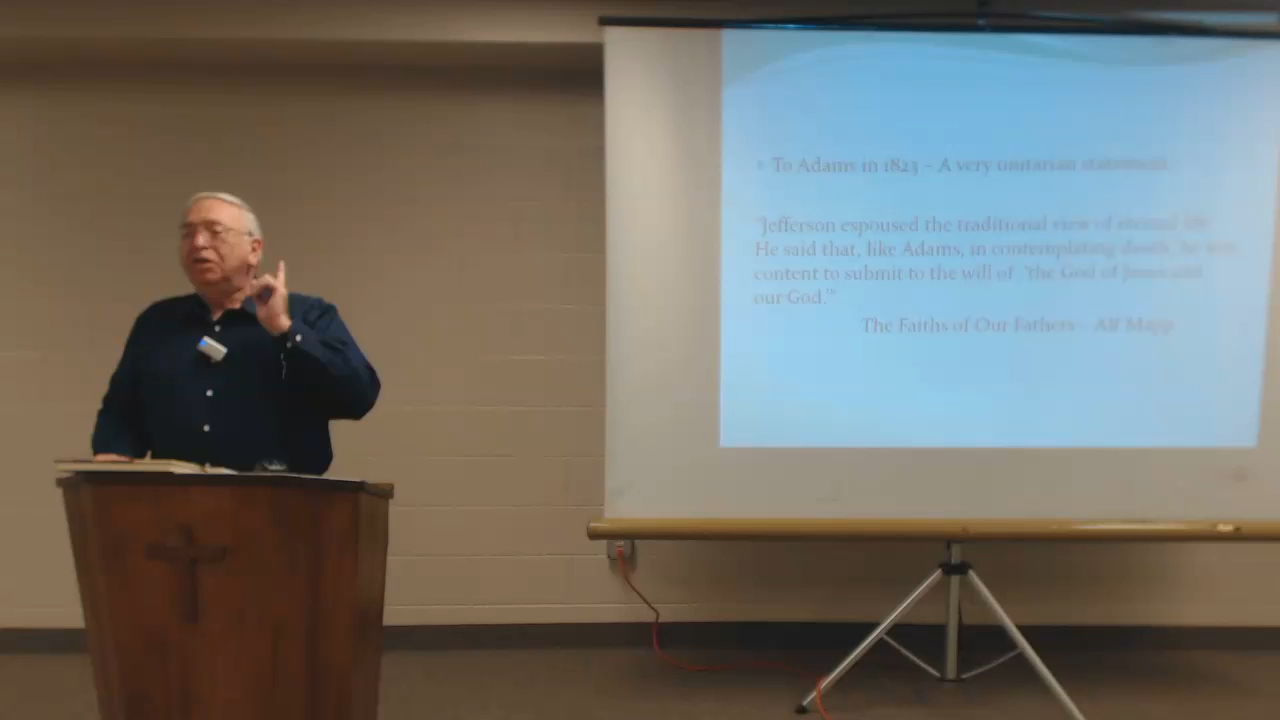 To Adams in 1823 – A very unitarian statement
"Jefferson espoused the traditional view of eternal life.
He said that, like Adams, in contemplating death, he was
content to submit to the will of 'the God of Jesus and
our God.'"
The Faiths of Our Fathers - Alf Mapp